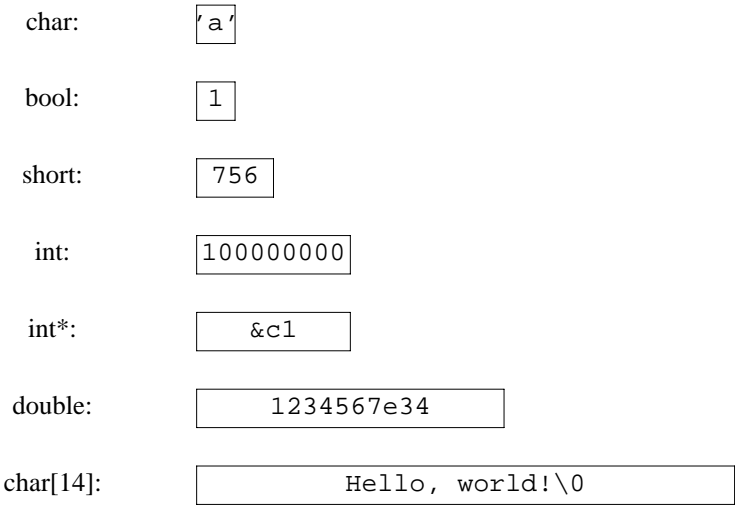 char: 'a'
bool: 1
short: 756
int: 100000000
int*: &c1
double: 1234567e34
char[14]: Hello, world!\0